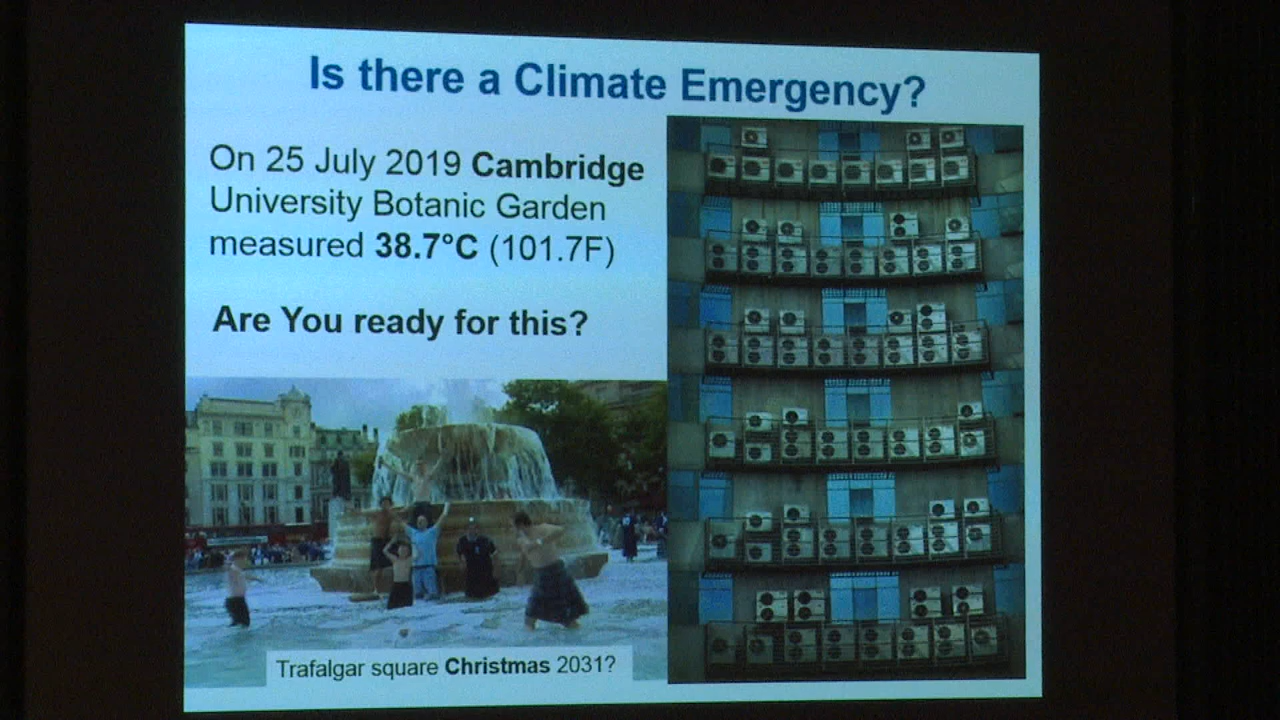 Is there a Climate Emergency?
On 25 July 2019 Cambridge
University Botanic Garden
measured 38.7°C (101.7F)
Are You ready for this?
Trafalgar square Christmas 2031?